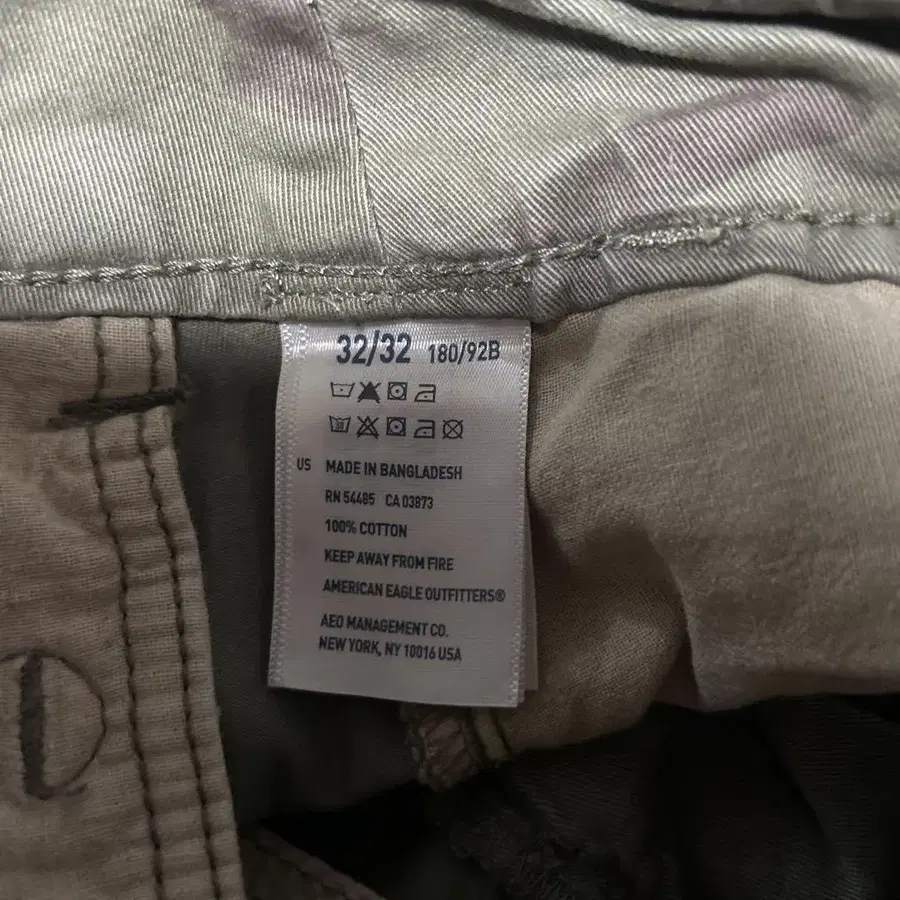 32/32 180/92B
30
US MADE IN BANGLADESH
RN 54485 CA 03873
100% COTTON
KEEP AWAY FROM FIRE
AMERICAN EAGLE OUTFITTERS®
AEO MANAGEMENT CO.
NEW YORK, NY 10016 USA